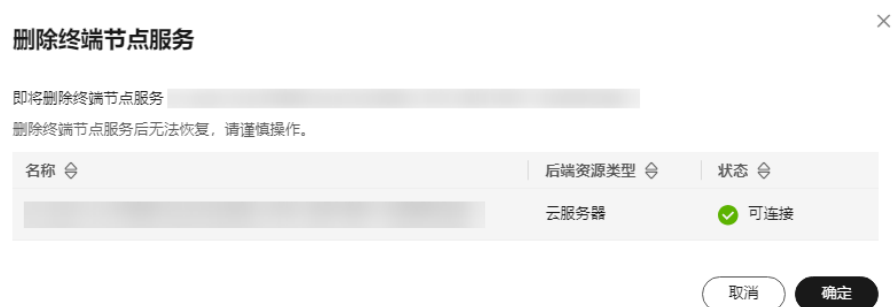 删除终端节点服务
即将删除终端节点服务
删除终端节点服务后无法恢复，请谨慎操作。
名称 后端资源类型 状态
云服务器 可连接
取消 确定